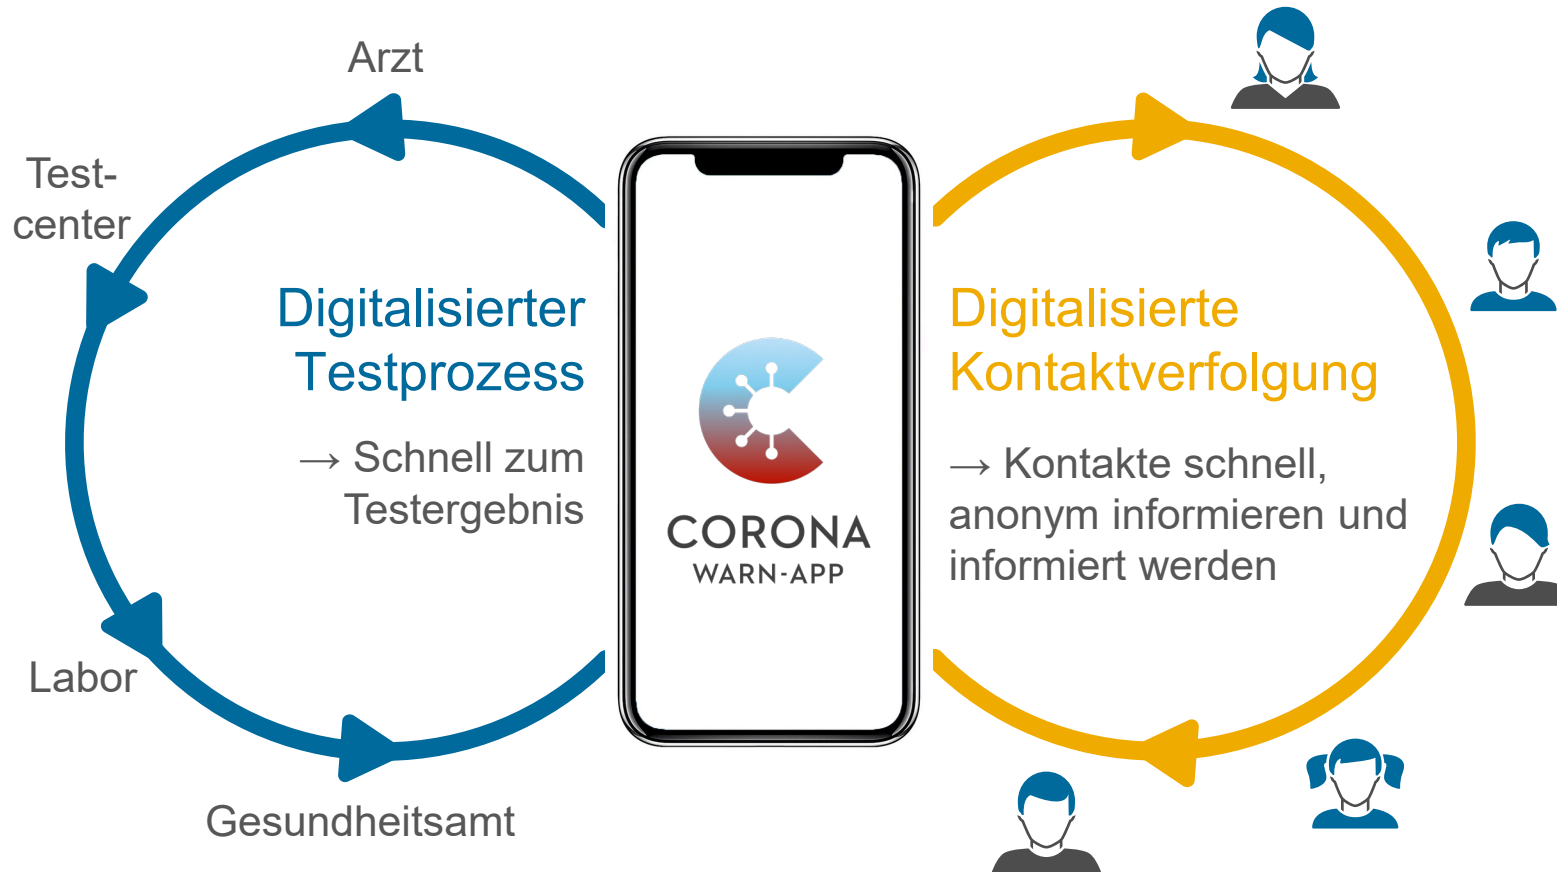 Arzt
Test-
center
Digitalisierter
Testprozess
→ Schnell zum
Testergebnis
Labor
Gesundheitsamt
CORONA
WARN-APP
Digitalisierte
Kontaktverfolgung
→ Kontakte schnell,
anonym informieren und
informiert werden